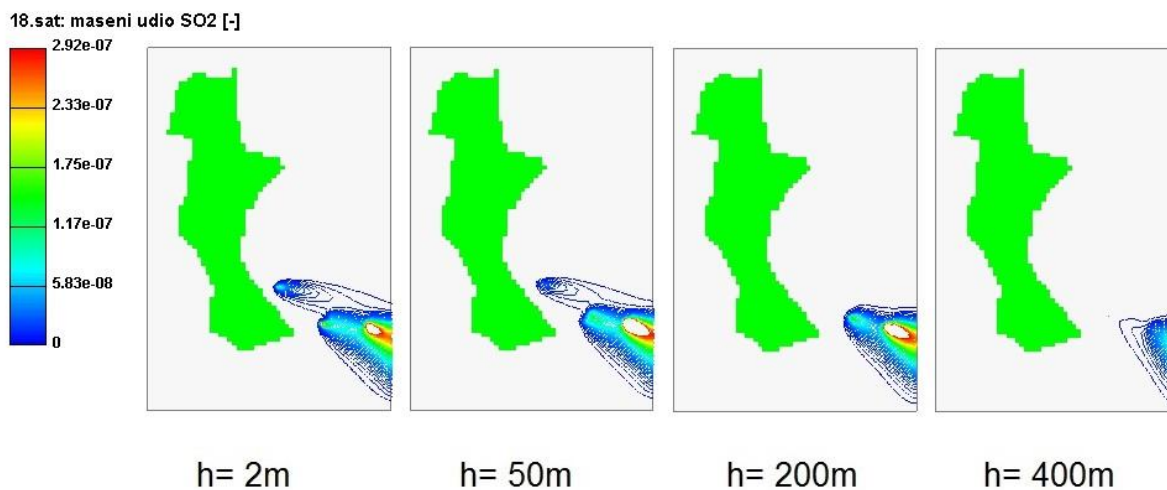 18.sat: maseni udio SO2 [-]
2.92e-07
2.33e-07
1.75e-07
1.17e-07
5.83e-08
0
h= 2m
h= 50m
h= 200m
h= 400m